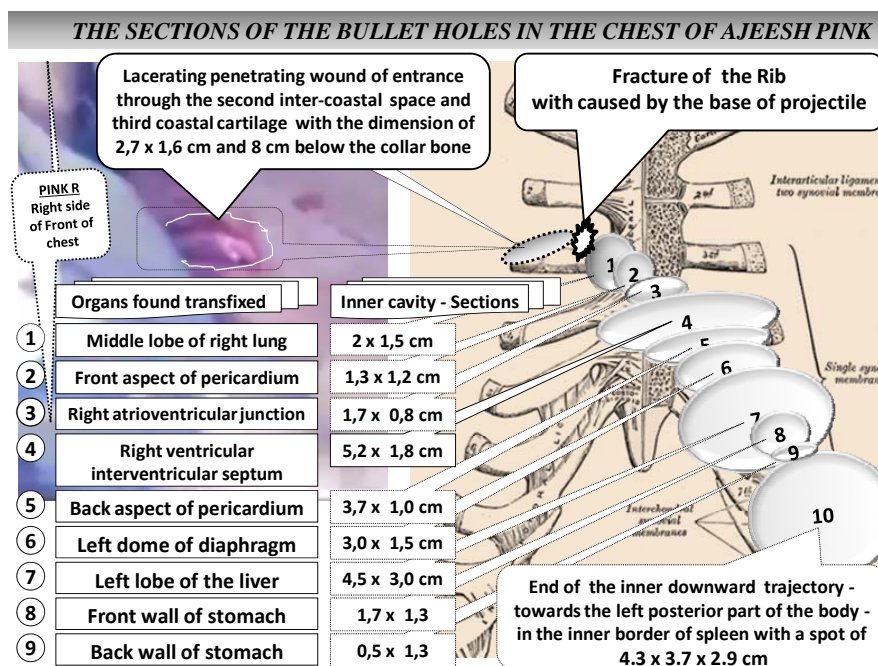 THE SECTIONS OF THE BULLET HOLES IN THE CHEST OF AJEESH PINK
Lacerating penetrating wound of entrance
through the second inter-coastal space and
third coastal cartilage with the dimension of
2,7 x 1,6 cm and 8 cm below the collar bone
Fracture of the Rib
with caused by the base of projectile
PINK R
Right side
of Front of
chest
Interarticular ligame
two synovial membra
2nd
3rd
1
2
3
4
5
6
7
8
9
10
Single syno
membran
7th
Interchondral
synovial
membranes
Organs found transfixed
Inner cavity - Sections
1 Middle lobe of right lung 2 x 1,5 cm
2 Front aspect of pericardium 1,3 x 1,2 cm
3 Right atrioventricular junction 1,7 x 0,8 cm
4 Right ventricular
interventricular septum 5,2 x 1,8 cm
5 Back aspect of pericardium 3,7 x 1,0 cm
6 Left dome of diaphragm 3,0 x 1,5 cm
7 Left lobe of the liver 4,5 x 3,0 cm
8 Front wall of stomach 1,7 x 1,3
9 Back wall of stomach 0,5 x 1,3
End of the inner downward trajectory -
towards the left posterior part of the body -
in the inner border of spleen with a spot of
4.3 x 3.7 x 2.9 cm